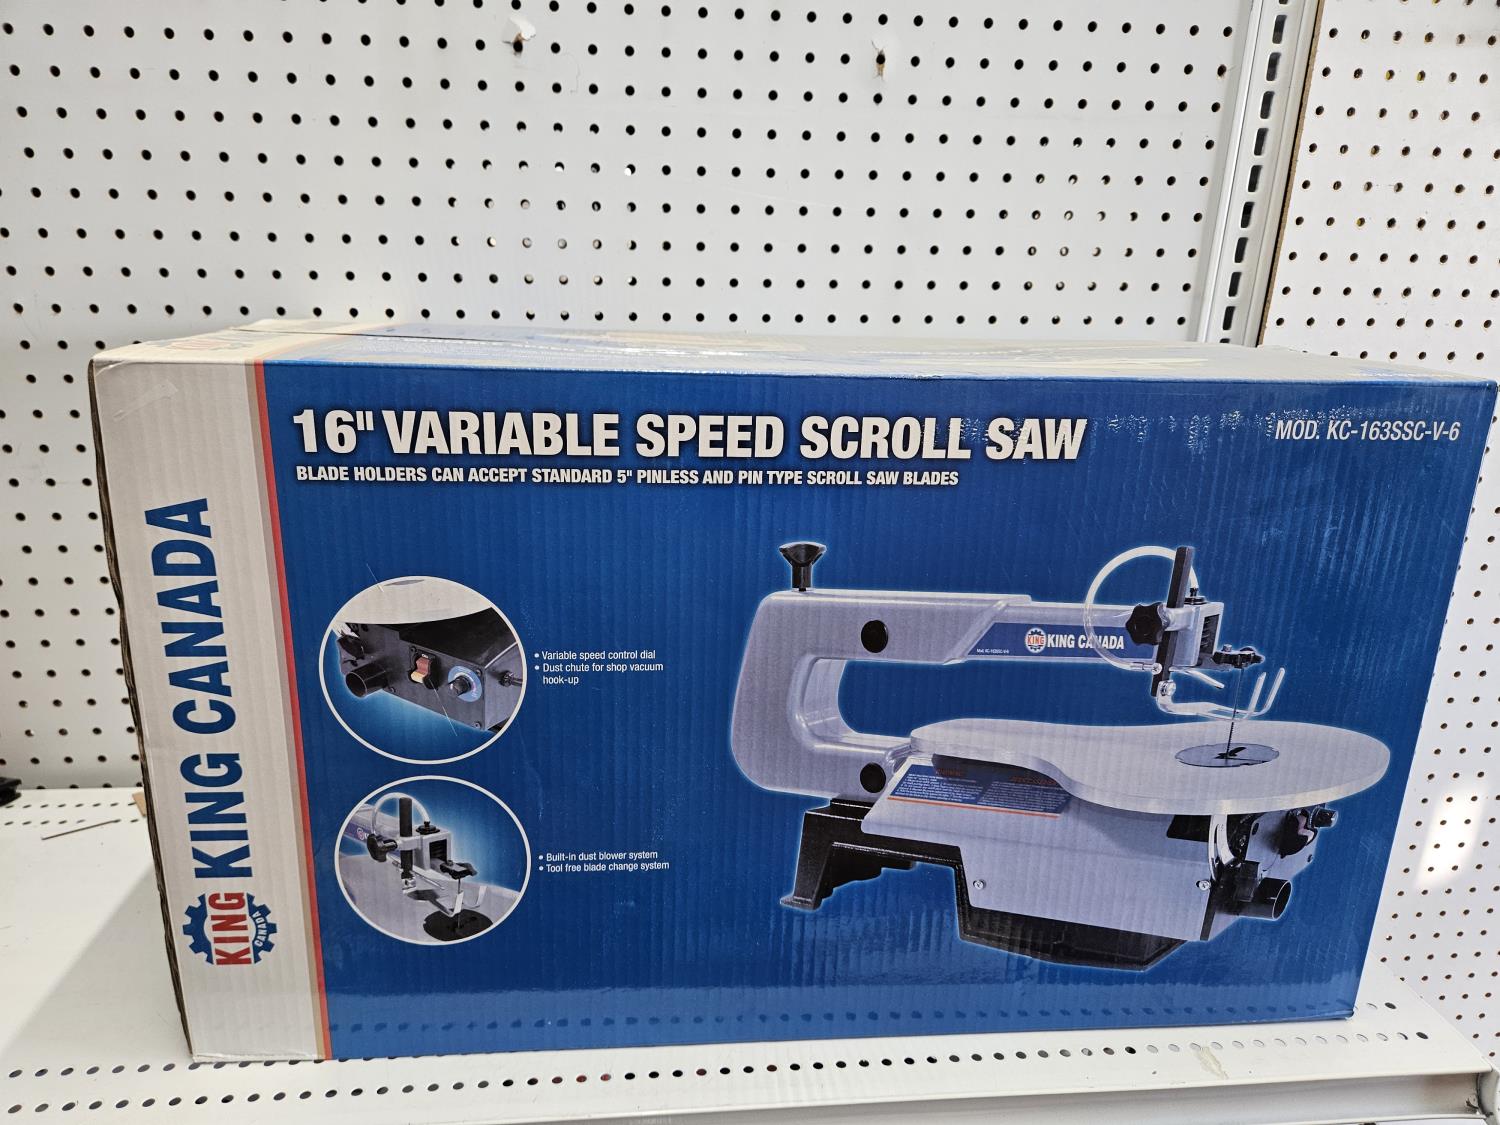 16" VARIABLE SPEED SCROLL SAW
MOD. KC-163SSC-V-6
BLADE HOLDERS CAN ACCEPT STANDARD 5" PINLESS AND PIN TYPE SCROLL SAW BLADES
KING CANADA
KING
CANADA
• Variable speed control dial
• Dust chute for shop vacuum
hook-up
• Built-in dust blower system
• Tool free blade change system
KING
KING CANADA